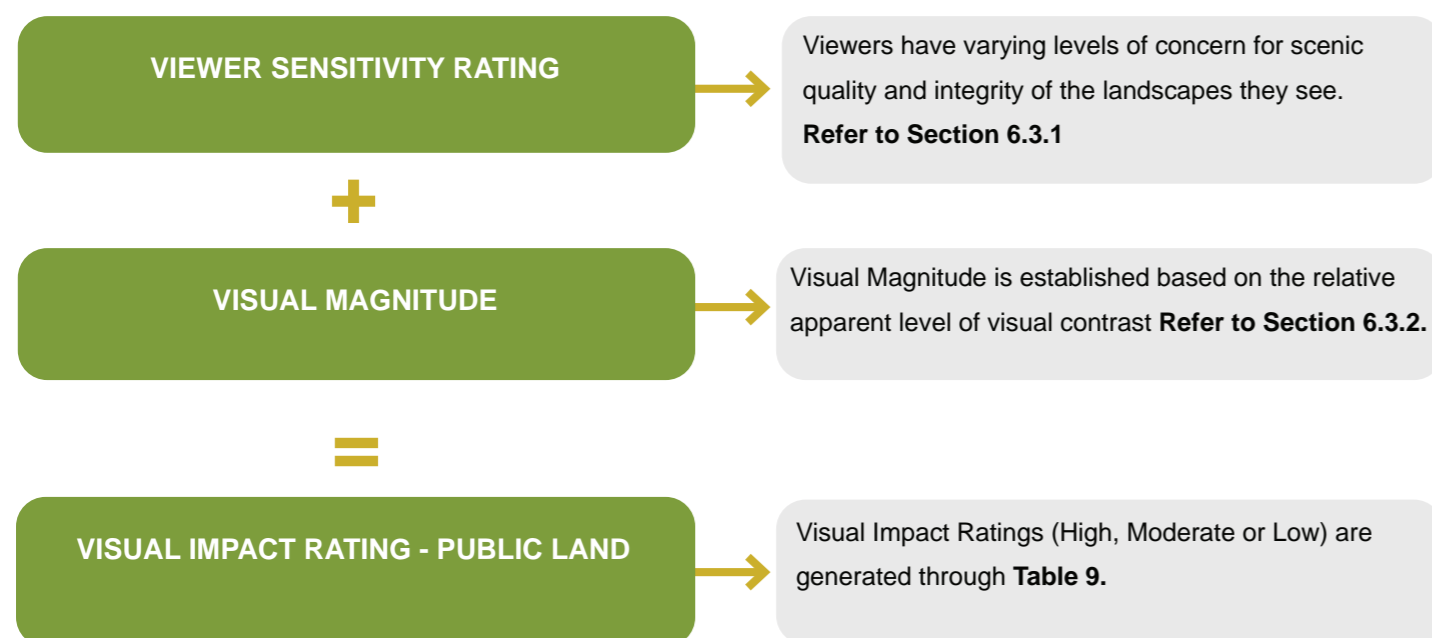 VIEWER SENSITIVITY RATING
Viewers have varying levels of concern for scenic
quality and integrity of the landscapes they see.
Refer to Section 6.3.1
+
VISUAL MAGNITUDE
Visual Magnitude is established based on the relative
apparent level of visual contrast Refer to Section 6.3.2.
=
VISUAL IMPACT RATING - PUBLIC LAND
Visual Impact Ratings (High, Moderate or Low) are
generated through Table 9.